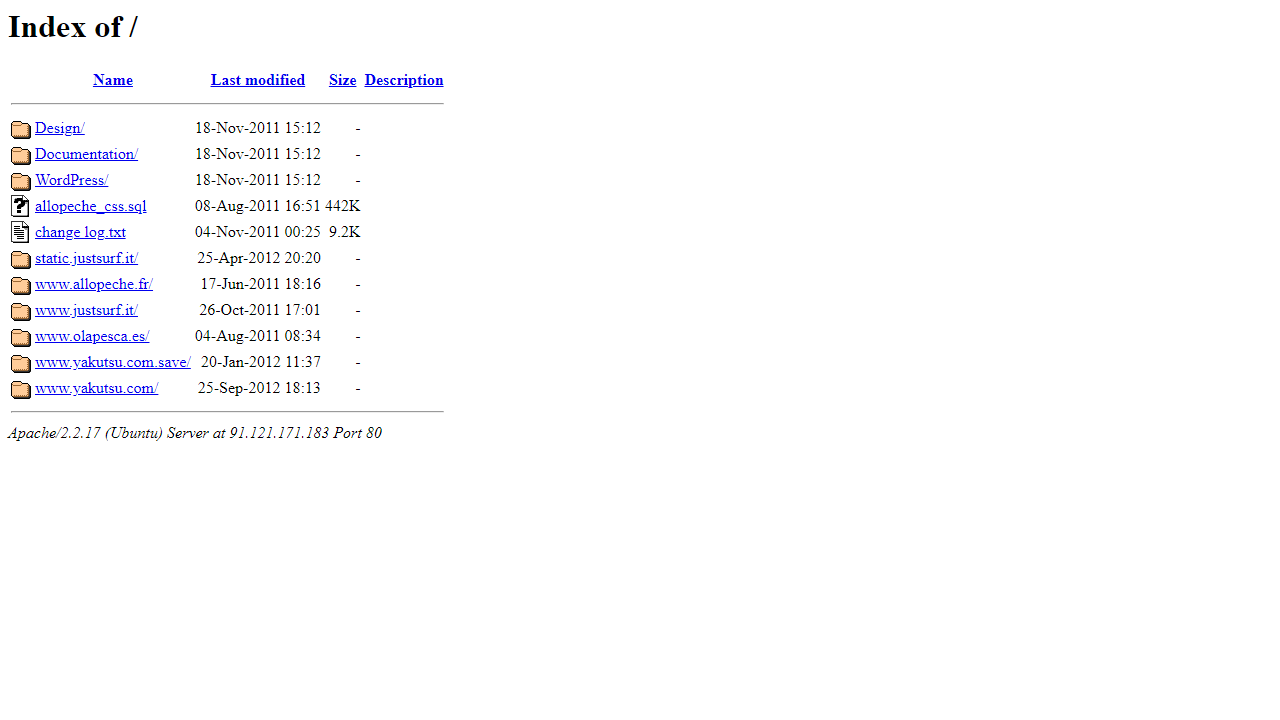 Index of /
Name Last modified Size Description
Design/ 18-Nov-2011 15:12 -
Documentation/ 18-Nov-2011 15:12 -
WordPress/ 18-Nov-2011 15:12 -
allopeche_css.sql 08-Aug-2011 16:51 442K
change log.txt 04-Nov-2011 00:25 9.2K
static.justsurf.it/ 25-Apr-2012 20:20 -
www.allopeche.fr/ 17-Jun-2011 18:16 -
www.justsurf.it/ 26-Oct-2011 17:01 -
www.olapesca.es/ 04-Aug-2011 08:34 -
www.yakutsu.com.save/ 20-Jan-2012 11:37 -
www.yakutsu.com/ 25-Sep-2012 18:13 -
Apache/2.2.17 (Ubuntu) Server at 91.121.171.183 Port 80